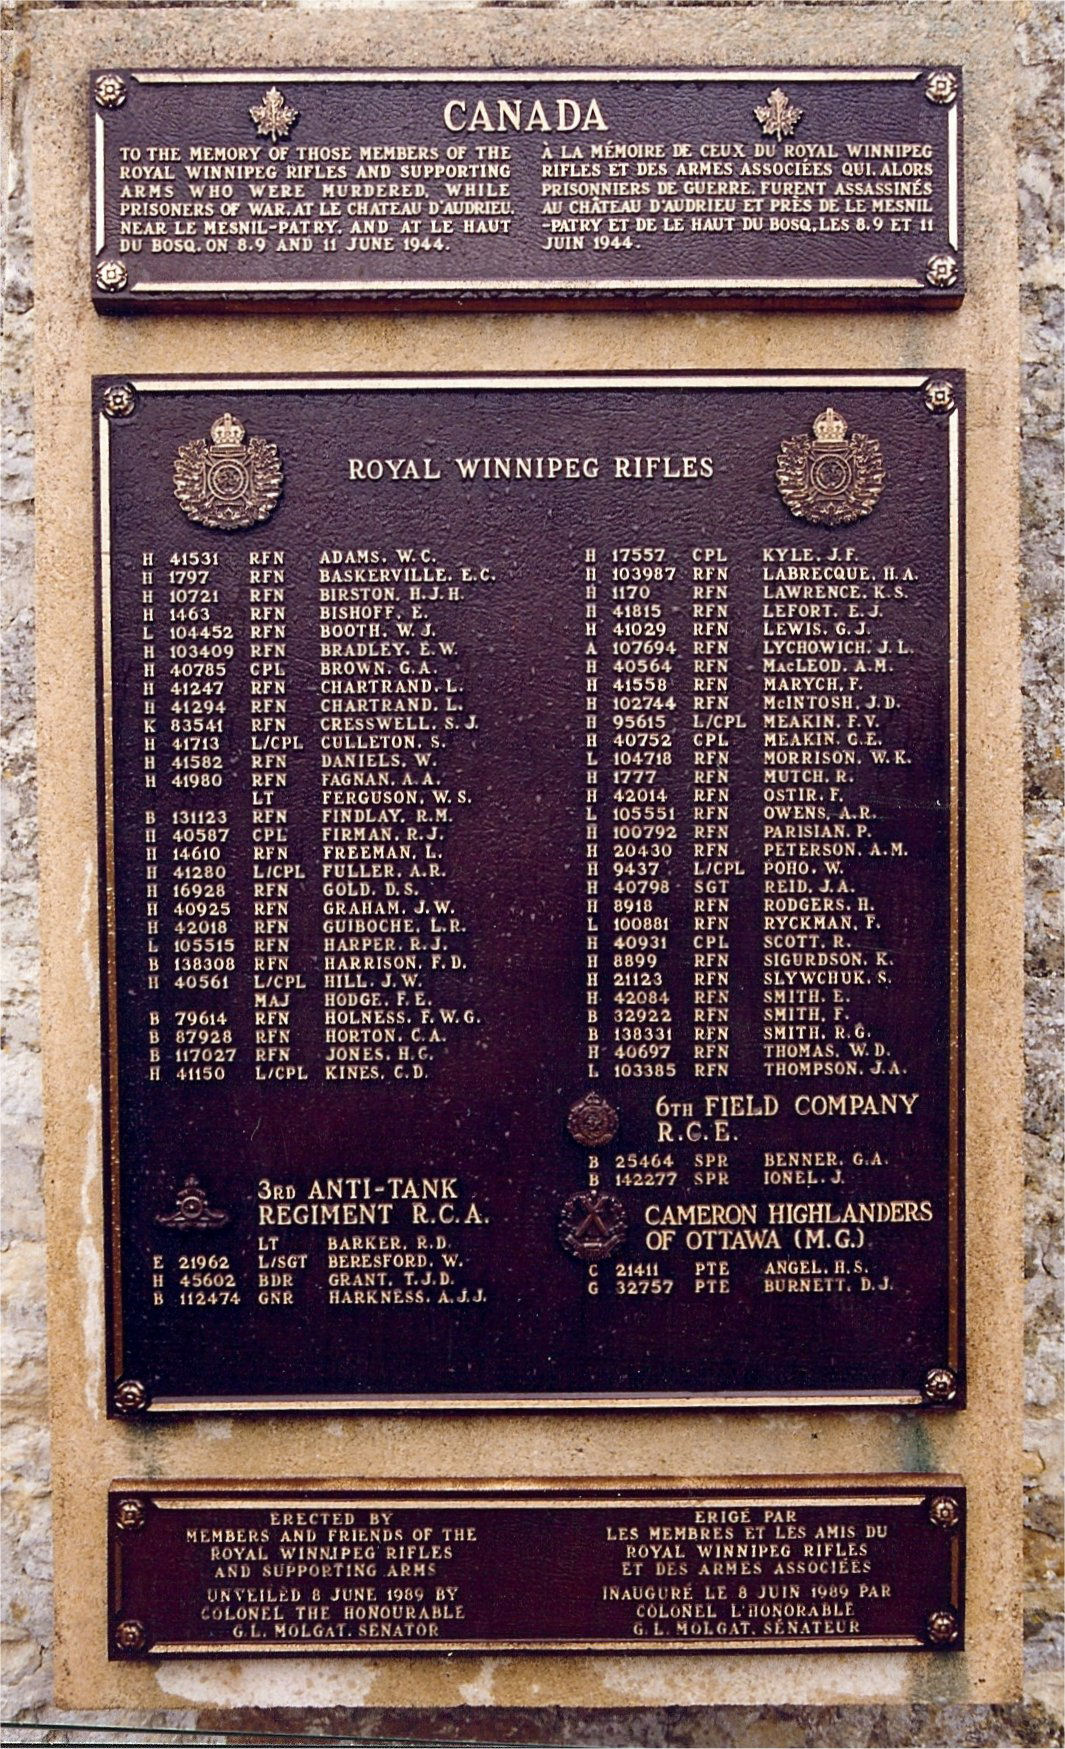 CANADA
TO THE MEMORY OF THOSE MEMBERS OF THE
ROYAL WINNIPEG RIFLES AND SUPPORTING
ARMS WHO WERE MURDERED, WHILE
PRISONERS OF WAR, AT LE CHATEAU D'AUDRIEU,
NEAR LE MESNIL-PATRY, AND AT LE HAUT
DU BOSQ, ON 8,9 AND 11 JUNE 1944.
À LA MÉMOIRE DE CEUX DU ROYAL WINNIPEG
RIFLES ET DES ARMES ASSOCIÉES QUI, ALORS
PRISONNIERS DE GUERRE, FURENT ASSASSINÉS
AU CHÂTEAU D'AUDRIEU ET PRÈS DE LE MESNIL
-PATRY ET DE LE HAUT DU BOSQ, LES 8,9 ET 11
JUIN 1944.
ROYAL WINNIPEG RIFLES
H 41531 RFN ADAMS, W.C.
H 1797 RFN BASKERVILLE, E.C.
H 10721 RFN BIRSTON, H.J.H.
H 1463 RFN BISHOFF, E.
L 104452 RFN BOOTH, W.J.
H 103409 RFN BRADLEY, E.W.
H 40785 CPL BROWN, G.A.
H 41247 RFN CHARTRAND, L.
H 41294 RFN CHARTRAND, L.
K 83541 RFN CRESSWELL, S.J.
H 41713 L/CPL CULLETON, S.
H 41582 RFN DANIELS, W.
H 41980 RFN FAGNAN, A.A.
LT FERGUSON, W.S.
B 131123 RFN FINDLAY, R.M.
H 40587 CPL FIRMAN, R.J.
H 14610 RFN FREEMAN, L.
H 41280 L/CPL FULLER, A.R.
H 16928 RFN GOLD, D.S.
H 40925 RFN GRAHAM, J.W.
H 42018 RFN GUIBOCHE, L.R.
L 105515 RFN HARPER, R.J.
B 138308 RFN HARRISON, F.D.
H 40561 L/CPL HILL, J.W.
MAJ HODGE, F.E.
B 79614 RFN HOLNESS, F.W.G.
B 87928 RFN HORTON, C.A.
B 117027 RFN JONES, H.C.
H 41150 L/CPL KINES, C.D.
H 17557 CPL KYLE, J.F.
H 103987 RFN LABRECQUE, H.A.
H 1170 RFN LAWRENCE, K.S.
H 41815 RFN LEFORT, E.J.
H 41029 RFN LEWIS, G.J.
A 107694 RFN LYCHOWICH, J.L.
H 40564 RFN MACLEOD, A.M.
H 41558 RFN MARYCH, F.
H 102744 RFN McINTOSH, J.D.
H 95615 L/CPL MEAKIN, F.V.
H 40752 CPL MEAKIN, G.E.
L 104718 RFN MORRISON, W.K.
H 1777 RFN MUTCH, R.
H 42014 RFN OSTIR, F.
L 105551 RFN OWENS, A.R.
H 100792 RFN PARISIAN, P.
H 20430 RFN PETERSON, A.M.
H 9437 L/CPL POHO, W.
H 40798 SGT REID, J.A.
H 8918 RFN RODGERS, H.
L 100881 RFN RYCKMAN, F.
H 40931 CPL SCOTT, R.
H 8899 RFN SIGURDSON, K.
H 21123 RFN SLYWCHUK, S.
H 42084 RFN SMITH, E.
B 32922 RFN SMITH, F.
B 138331 RFN SMITH, R.G.
H 40697 RFN THOMAS, W.D.
L 103385 RFN THOMPSON, J.A.
3RD ANTI-TANK
REGIMENT R.C.A.
LT BARKER, R.D.
E 21962 L/SGT BERESFORD, W.
H 45602 BDR GRANT, T.J.D.
B 112474 GNR HARKNESS, A.J.J.
6TH FIELD COMPANY
R.C.E.
B 25464 SPR BENNER, G.A.
B 142277 SPR IONEL, J.
CAMERON HIGHLANDERS
OF OTTAWA (M.G.)
C 21411 PTE ANGEL, H.S.
G 32757 PTE BURNETT, D.J.
ERECTED BY
MEMBERS AND FRIENDS OF THE
ROYAL WINNIPEG RIFLES
AND SUPPORTING ARMS
UNVEILED 8 JUNE 1989 BY
COLONEL THE HONOURABLE
G.L. MOLGAT, SENATOR
ERIGÉ PAR
LES MEMBRES ET LES AMIS DU
ROYAL WINNIPEG RIFLES
ET DES ARMES ASSOCIÉES
INAUGURÉ LE 8 JUIN 1989 PAR
COLONEL L'HONORABLE
G.L. MOLGAT, SÉNATEUR